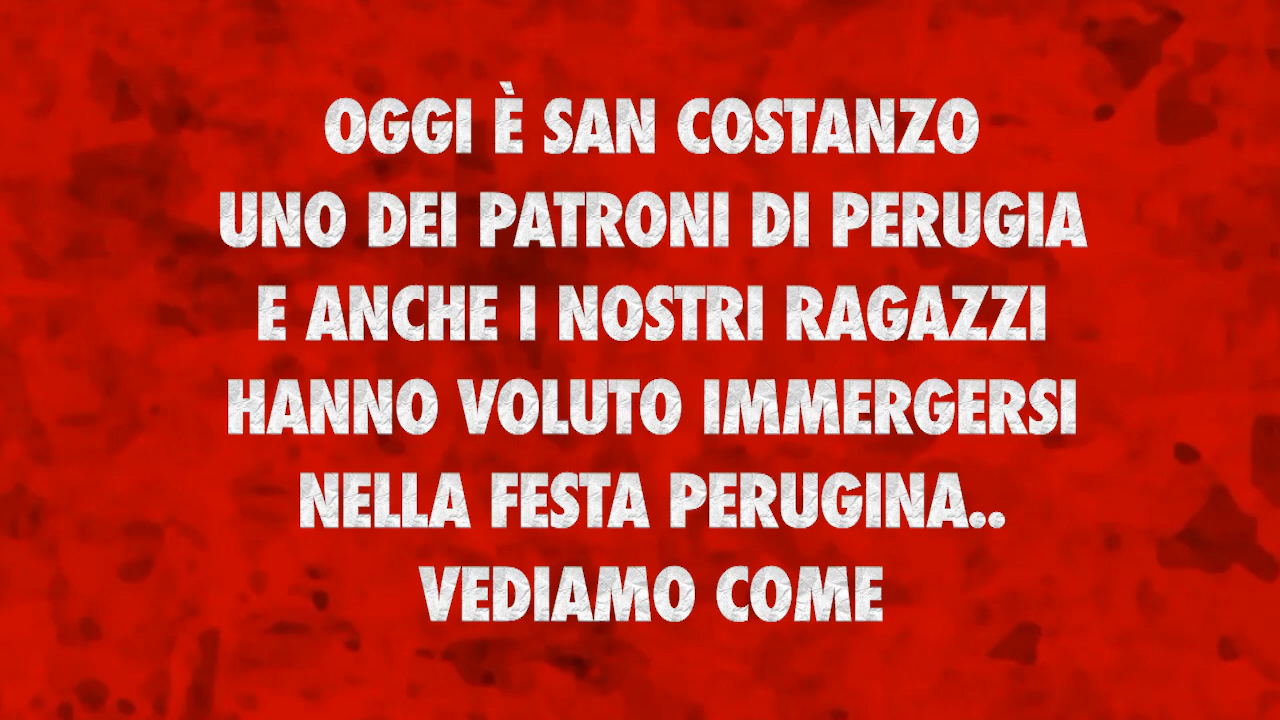 OGGI È SAN COSTANZO
UNO DEI PATRONI DI PERUGIA
E ANCHE I NOSTRI RAGAZZI
HANNO VOLUTO IMMERGERSI
NELLA FESTA PERUGINA..
VEDIAMO COME